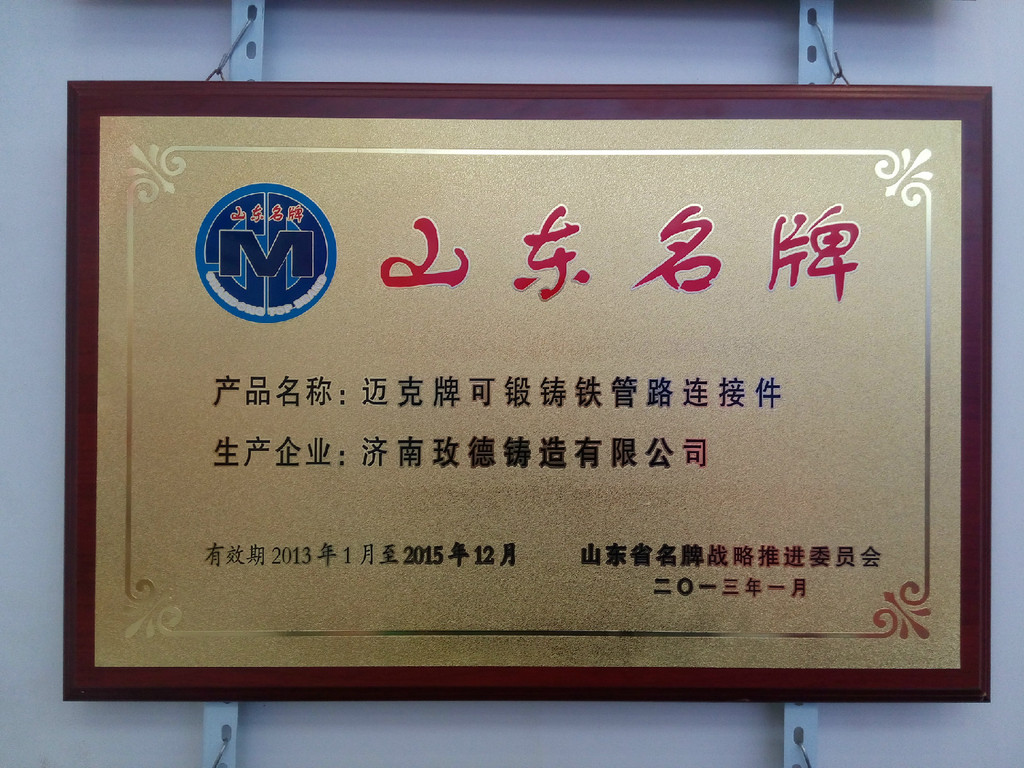 山东名牌
M
山东名牌
产品名称：迈克牌可锻铸铁管路连接件
生产企业：济南玫德铸造有限公司
有效期2013年1月至2015年12月
山东省名牌战略推进委员会
二〇一三年一月